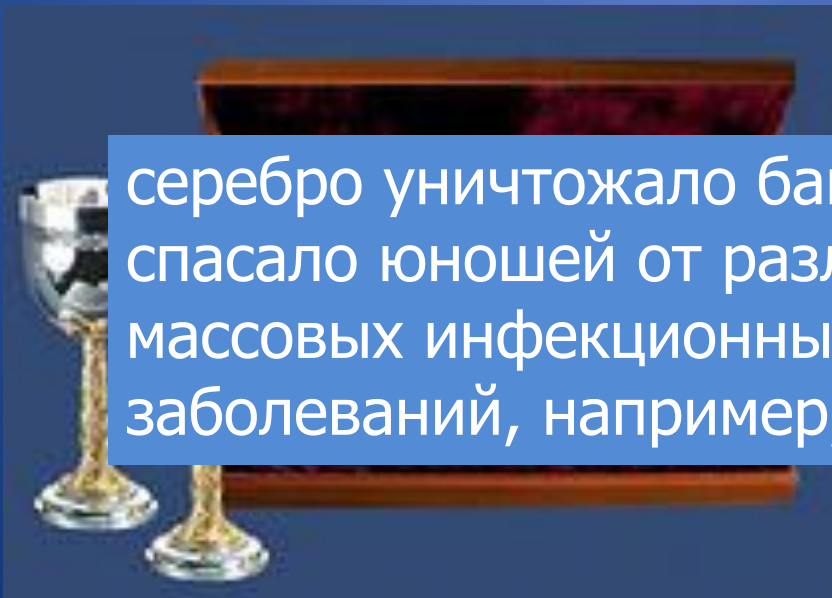 серебро уничтожало
спасало юношей от
массовых
заболеваний, например,